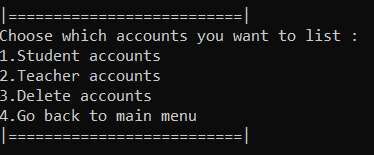 |===========================|
Choose which accounts you want to list :
1.Student accounts
2.Teacher accounts
3.Delete accounts
4.Go back to main menu
|===========================|